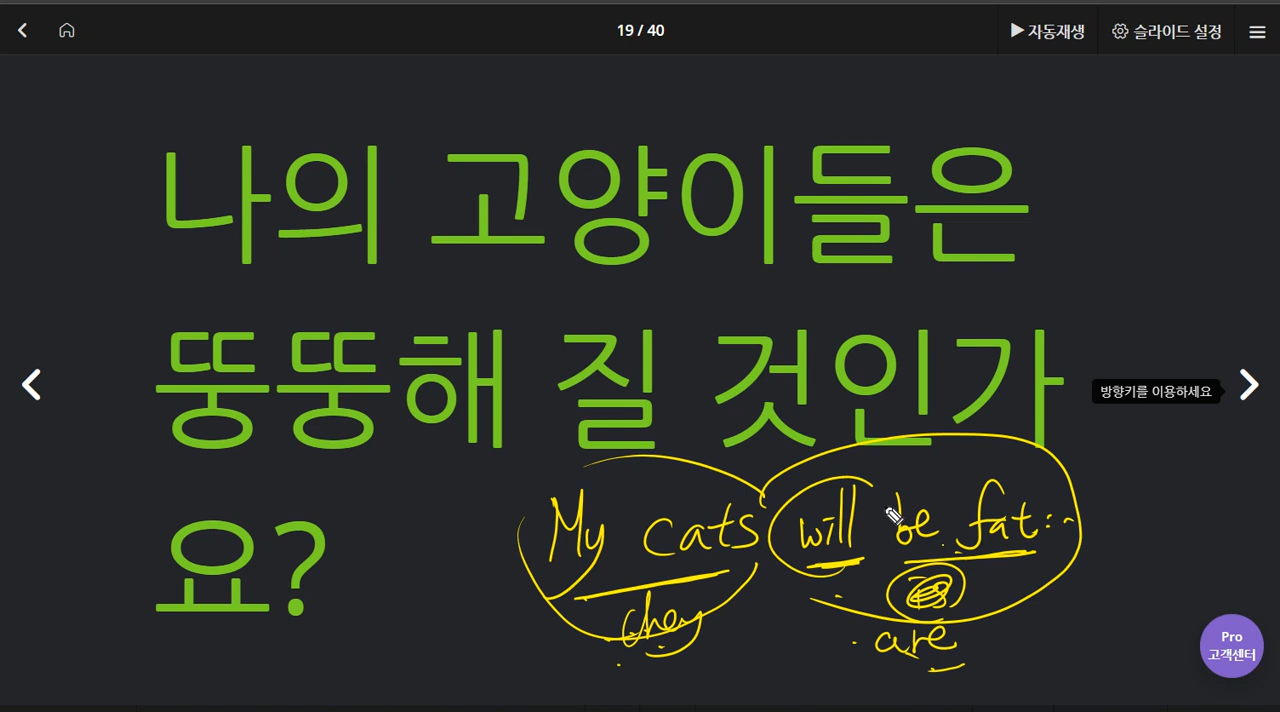 19 / 40
▶ 자동재생
슬라이드 설정
나의 고양이들은
뚱뚱해 질 것인가
요?
방향키를 이용하세요
My cats will be fat
they
are
Pro
고객센터